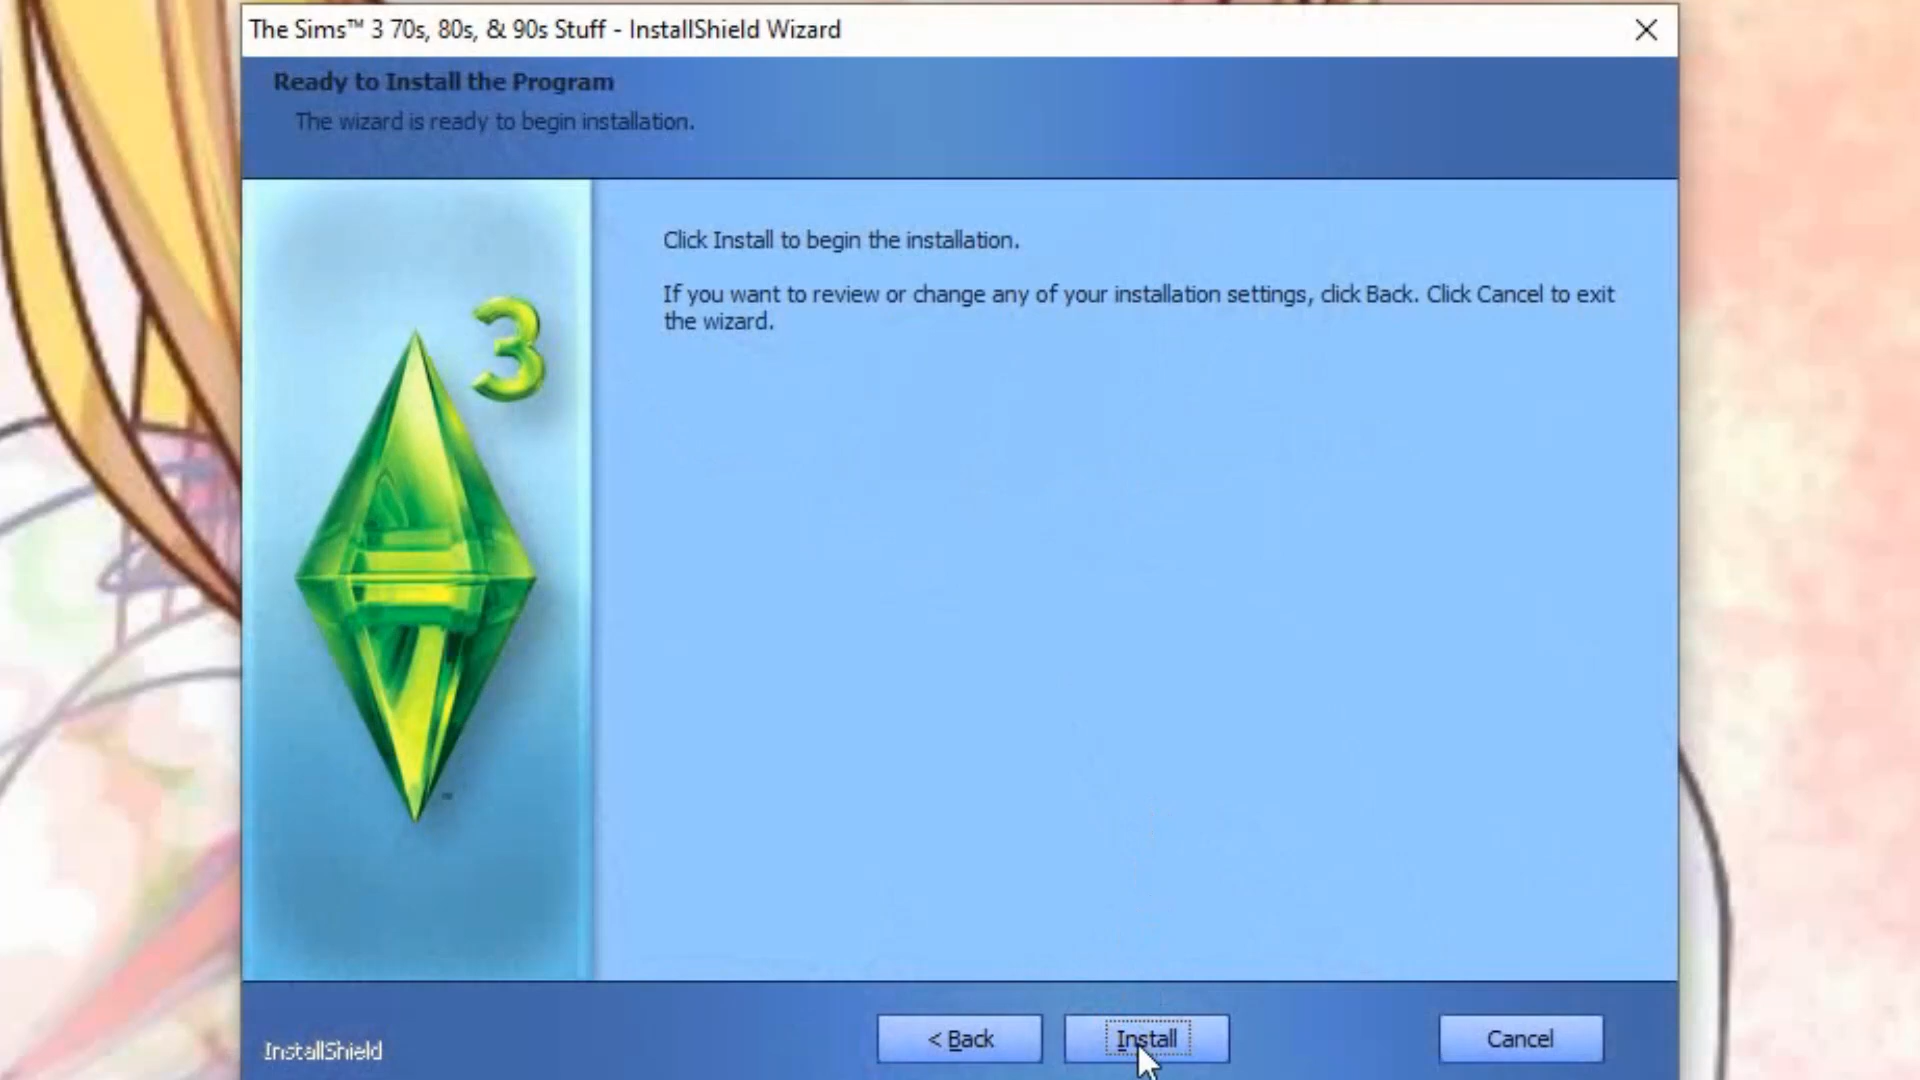 The Sims™ 3 70s, 80s, & 90s Stuff - InstallShield Wizard
Ready to Install the Program
The wizard is ready to begin installation.
3
Click Install to begin the installation.
If you want to review or change any of your installation settings, click Back. Click Cancel to exit
the wizard.
InstallShield
< Back
Install
Cancel